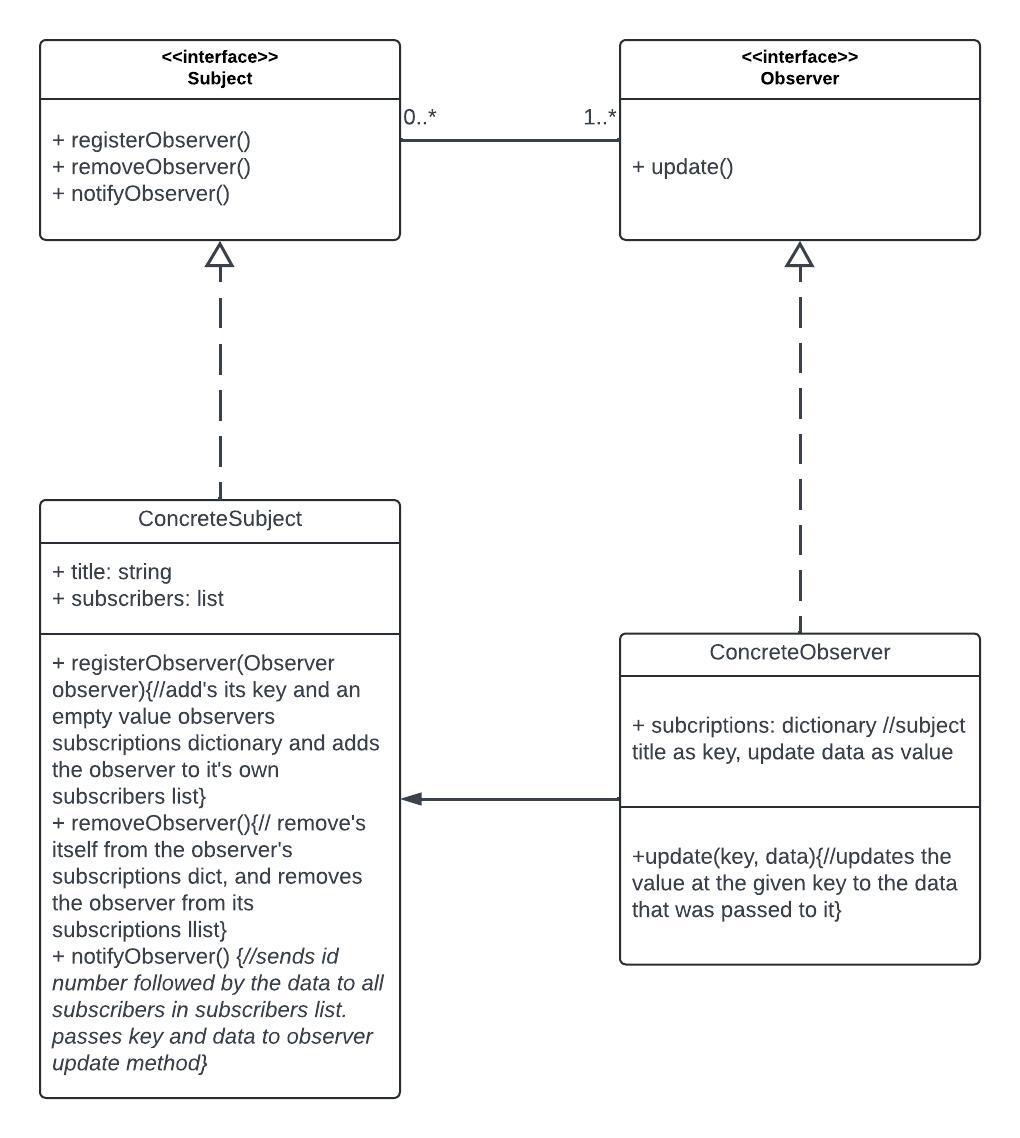 <<interface>>
Subject
+ registerObserver()
+ removeObserver()
+ notifyObserver()
0..*
1..*
<<interface>>
Observer
+ update()
ConcreteSubject
+ title: string
+ subscribers: list
+ registerObserver(Observer
observer){//add's its key and an
empty value observers
subscriptions dictionary and adds
the observer to it's own
subscribers list}
+ removeObserver(){// remove's
itself from the observer's
subscriptions dict, and removes
the observer from its
subscriptions llist}
+ notifyObserver() {//sends id
number followed by the data to all
subscribers in subscribers list.
passes key and data to observer
update method}
ConcreteObserver
+ subcriptions: dictionary //subject
title as key, update data as value
+update(key, data){//updates the
value at the given key to the data
that was passed to it}